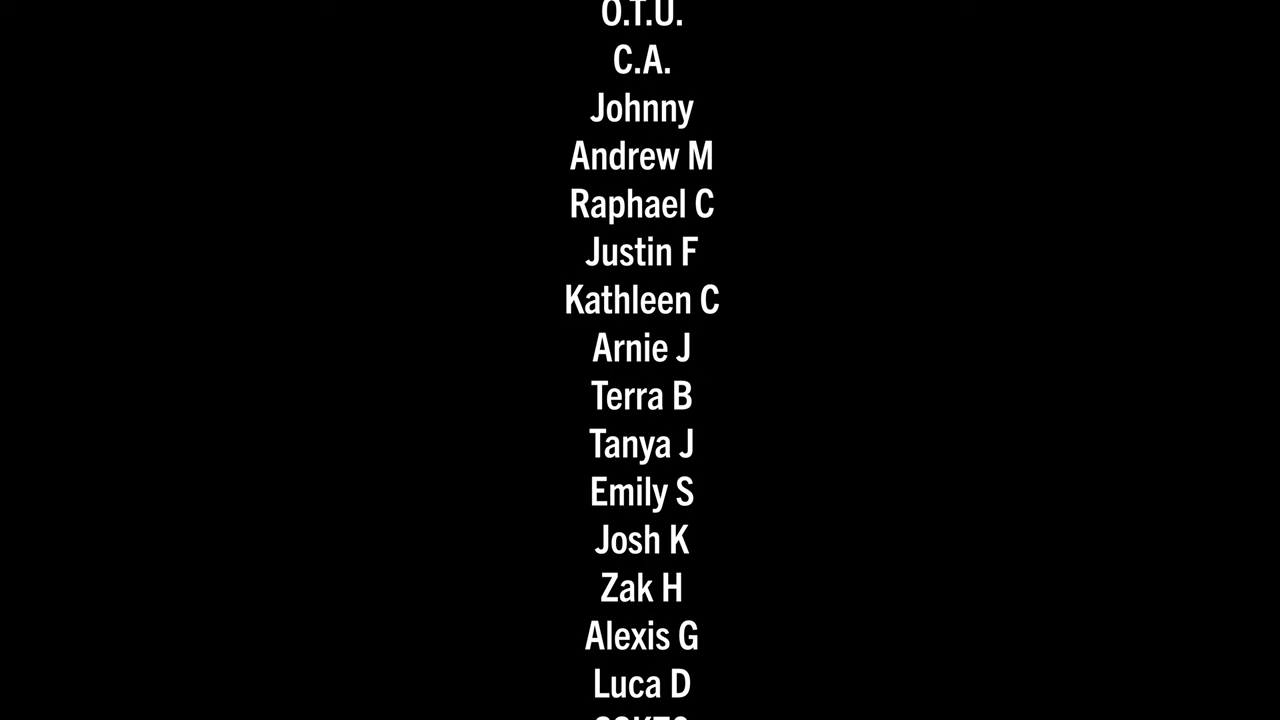 O.T.U.
C.A.
Johnny
Andrew M
Raphael C
Justin F
Kathleen C
Arnie J
Terra B
Tanya J
Emily S
Josh K
Zak H
Alexis G
Luca D